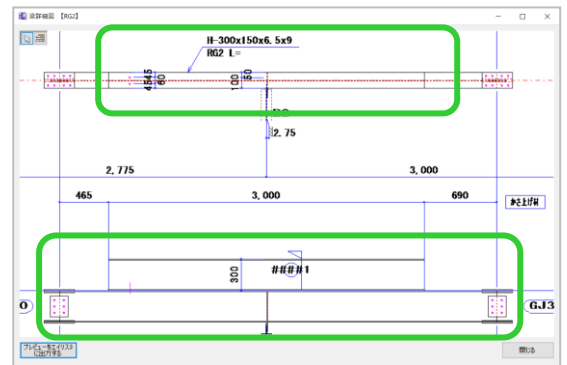 梁詳細図 【RG2】
H-300x150x6. 5x9
RG2 L=
4545
60
100
50
2. 75
2, 775
3, 000
465
3, 000
690
かさ上げ材
300
####1
GJ3
プレビューをエイリアスに
に出力する
閉じる